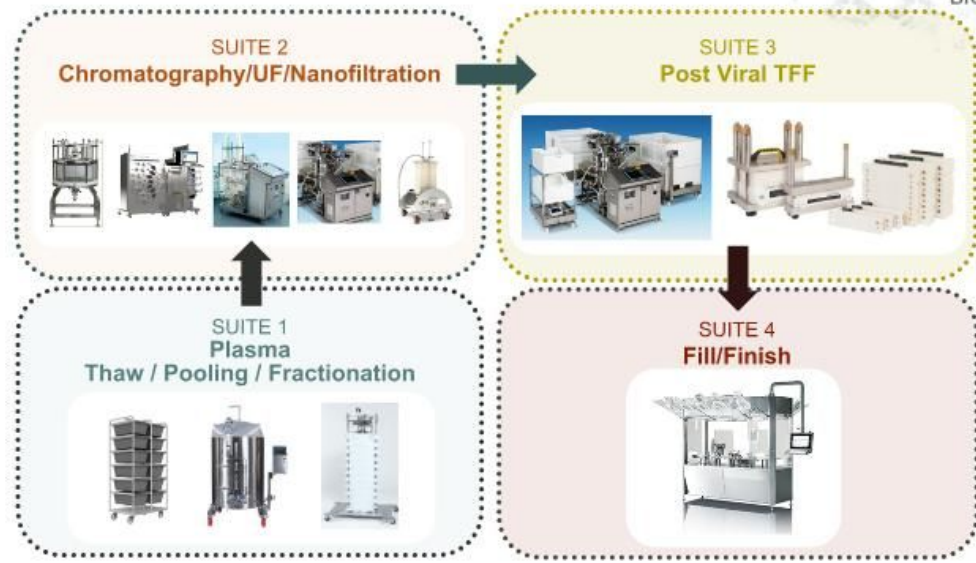 SUITE 2
Chromatography/UF/Nanofiltration
SUITE 3
Post Viral TFF
SUITE 1
Plasma
Thaw / Pooling / Fractionation
SUITE 4
Fill/Finish